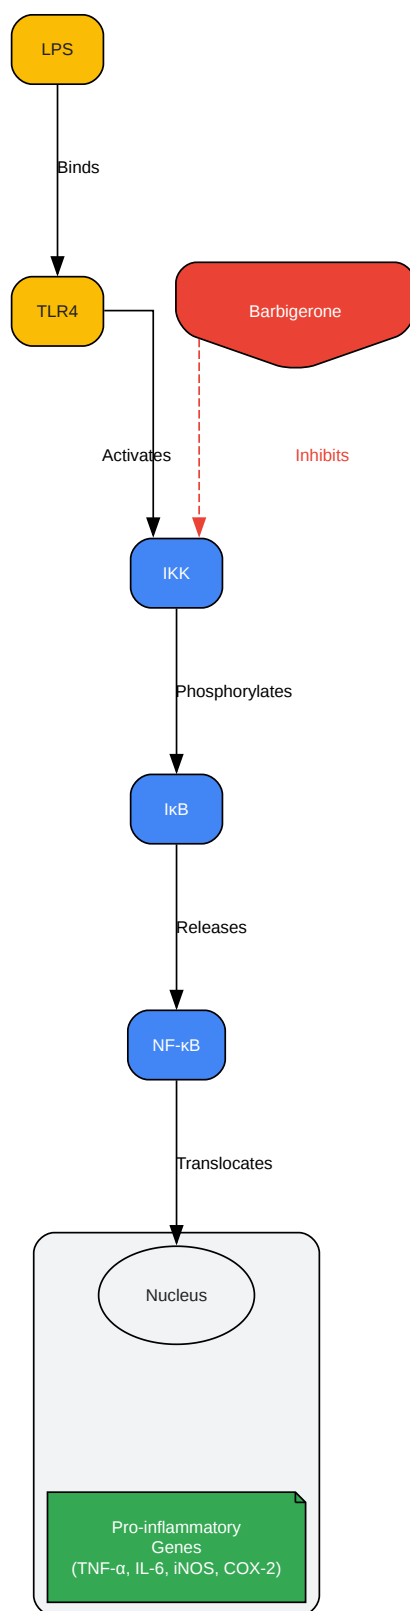 LPS
Binds
TLR4
Barbigerone
Activates
Inhibits
IKK
Phosphorylates
IκB
Releases
NF-κB
Translocates
Nucleus
Pro-inflammatory
Genes
(TNF-α, IL-6, iNOS, COX-2)